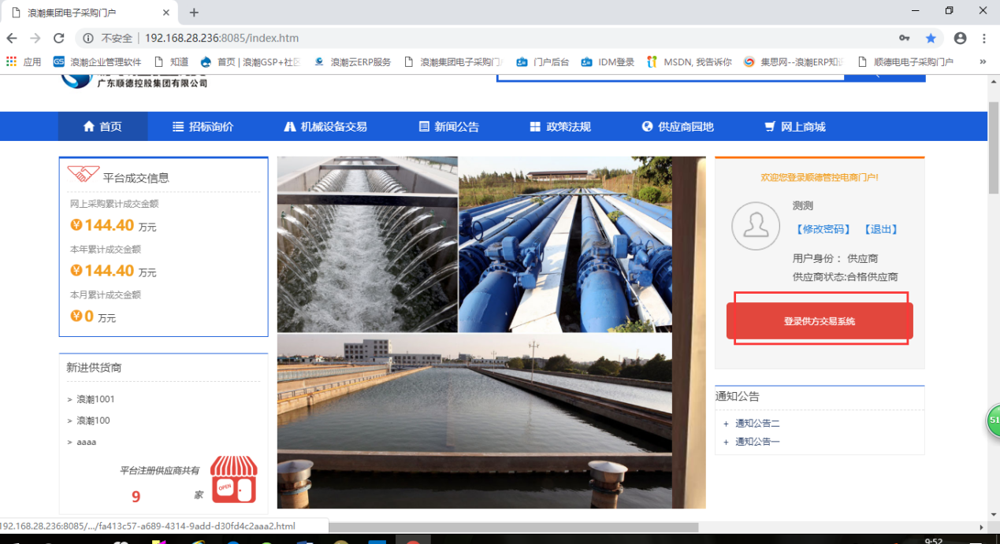 浪潮集团电子采购门户
不安全 | 192.168.28.236:8085/index.htm
应用 浪潮企业管理软件 知道 首页 | 浪潮GSP+社区 浪潮云ERP服务 浪潮集团电子采购门户 门户后台 IDM登录 MSDN, 我告诉你 集思网--浪潮ERP知识 顺德电电子采购门户 »
广东顺德控股集团有限公司
首页 招标询价 机械设备交易 新闻公告 政策法规 供应商园地 网上商城
平台成交信息
网上采购累计成交金额
144.40 万元
本年累计成交金额
144.40 万元
本月累计成交金额
0 万元
新进供货商
> 浪潮1001
> 浪潮100
> aaaa
平台注册供应商共有
9 家
OPEN
欢迎您登录顺德管控电商门户!
测测
【修改密码】 【退出】
用户身份 : 供应商
供应商状态:合格供应商
登录供方交易系统
通知公告
+ 通知公告二
+ 通知公告一
51
192.168.28.236:8085/.../fa413c57-a689-4314-9add-d30fd4c2aaa2.html
9:52